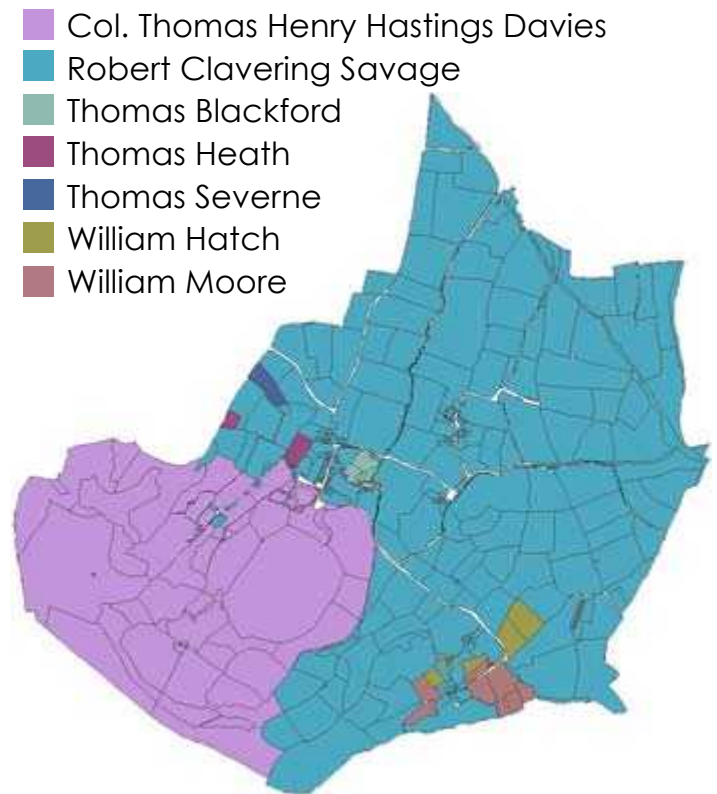 Col. Thomas Henry Hastings Davies
Robert Clavering Savage
Thomas Blackford
Thomas Heath
Thomas Severne
William Hatch
William Moore